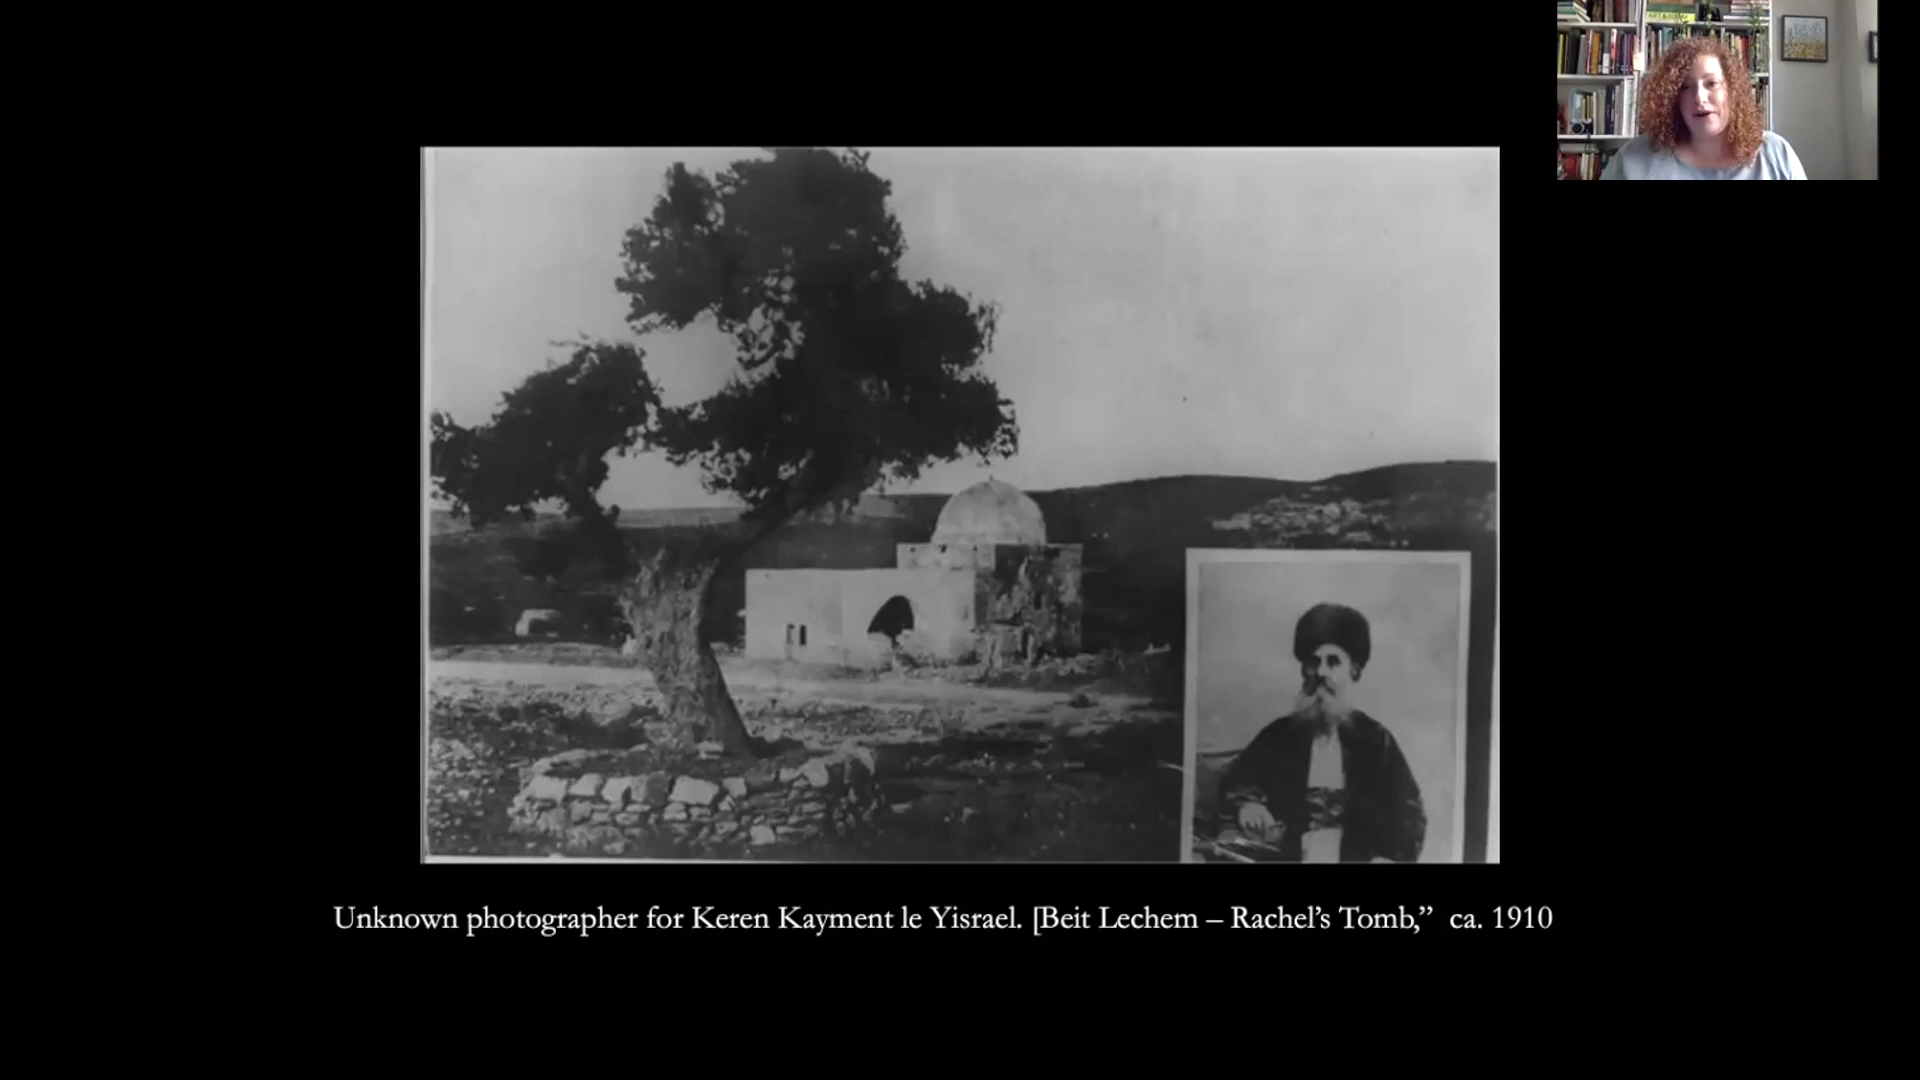 Unknown photographer for Keren Kayment le Yisrael. [Beit Lechem – Rachel’s Tomb,”  ca. 1910